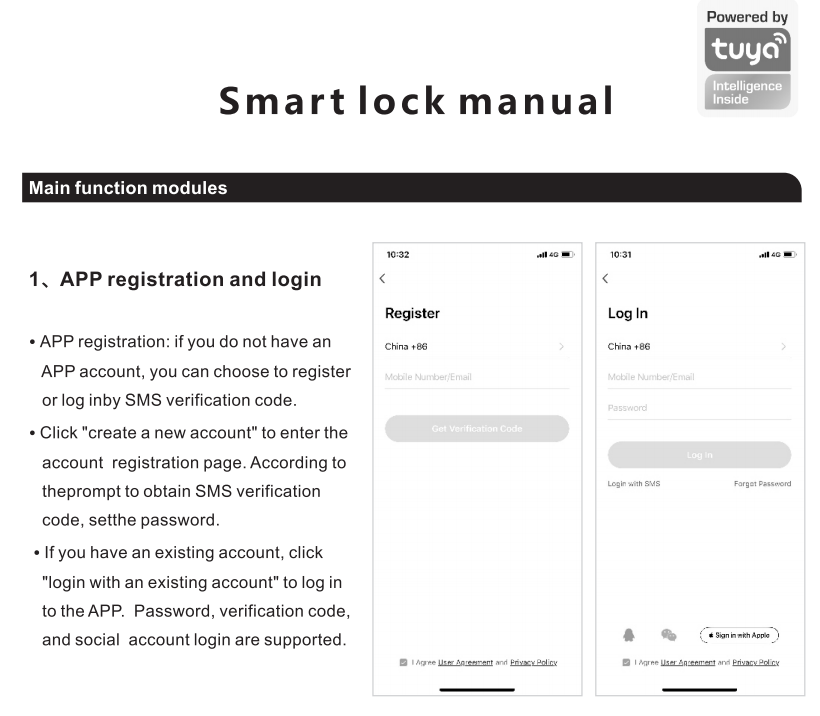 Powered by
tuya
Intelligence
Inside
Smart lock manual
Main function modules
1、APP registration and login
• APP registration: if you do not have an
APP account, you can choose to register
or log inby SMS verification code.
• Click "create a new account" to enter the
account registration page. According to
theprompt to obtain SMS verification
code, setthe password.
• If you have an existing account, click
"login with an existing account" to log in
to the APP. Password, verification code,
and social account login are supported.
10:32
4G
Register
China +86
Mobile Number/Email
Get Verification Code
I Agree User Agreement and Privacy Policy
10:31
4G
Log In
China +86
Mobile Number/Email
Password
Log In
Login with SMS Forgot Password
Sign in with Apple
I Agree User Agreement and Privacy Policy